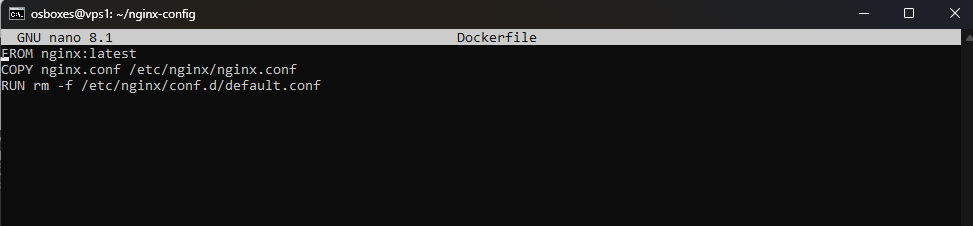 osboxes@vps1: ~/nginx-config
GNU nano 8.1 Dockerfile
FROM nginx:latest
COPY nginx.conf /etc/nginx/nginx.conf
RUN rm -f /etc/nginx/conf.d/default.conf